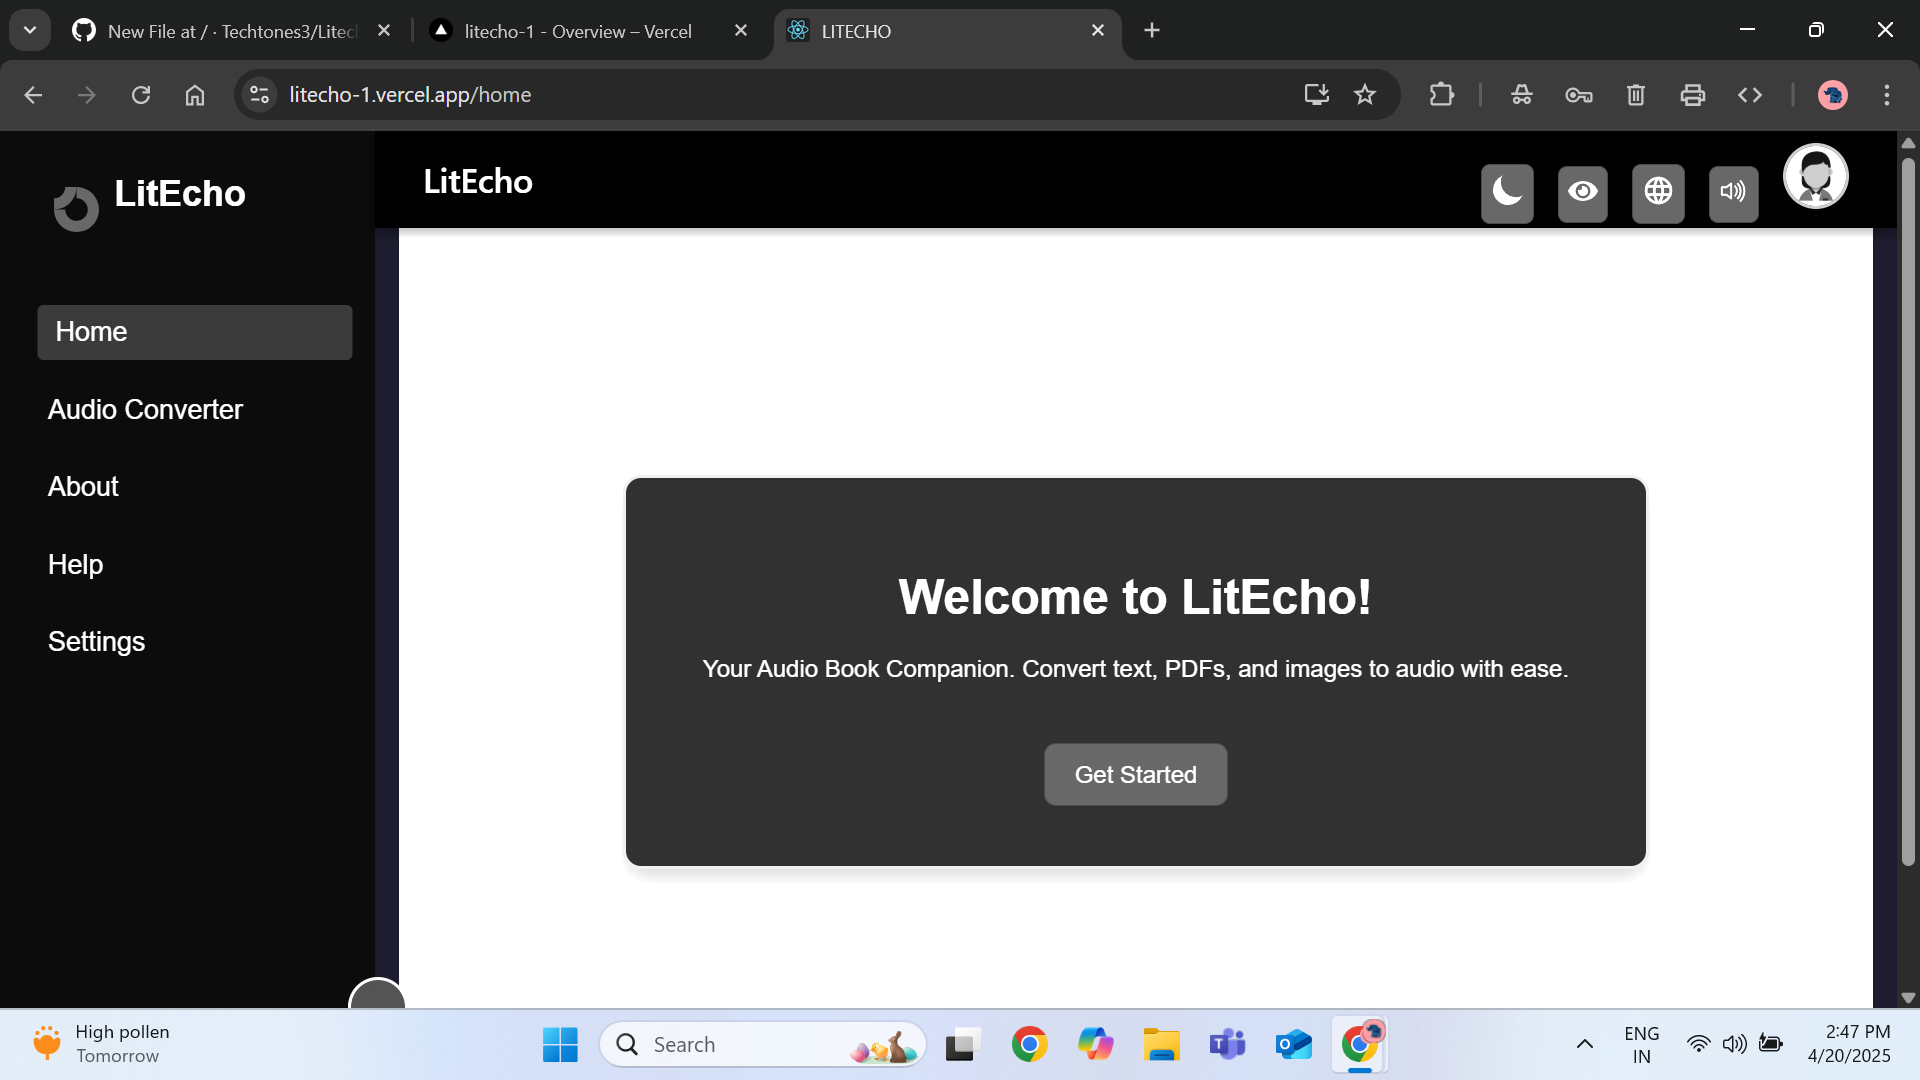 New File at / · Techtones3/Litech
litecho-1 - Overview – Vercel
LITECHO
litecho-1.vercel.app/home
LitEcho
LitEcho
Home
Audio Converter
About
Help
Settings
Welcome to LitEcho!
Your Audio Book Companion. Convert text, PDFs, and images to audio with ease.
Get Started
High pollen
Tomorrow
Search
ENG
IN
2:47 PM
4/20/2025